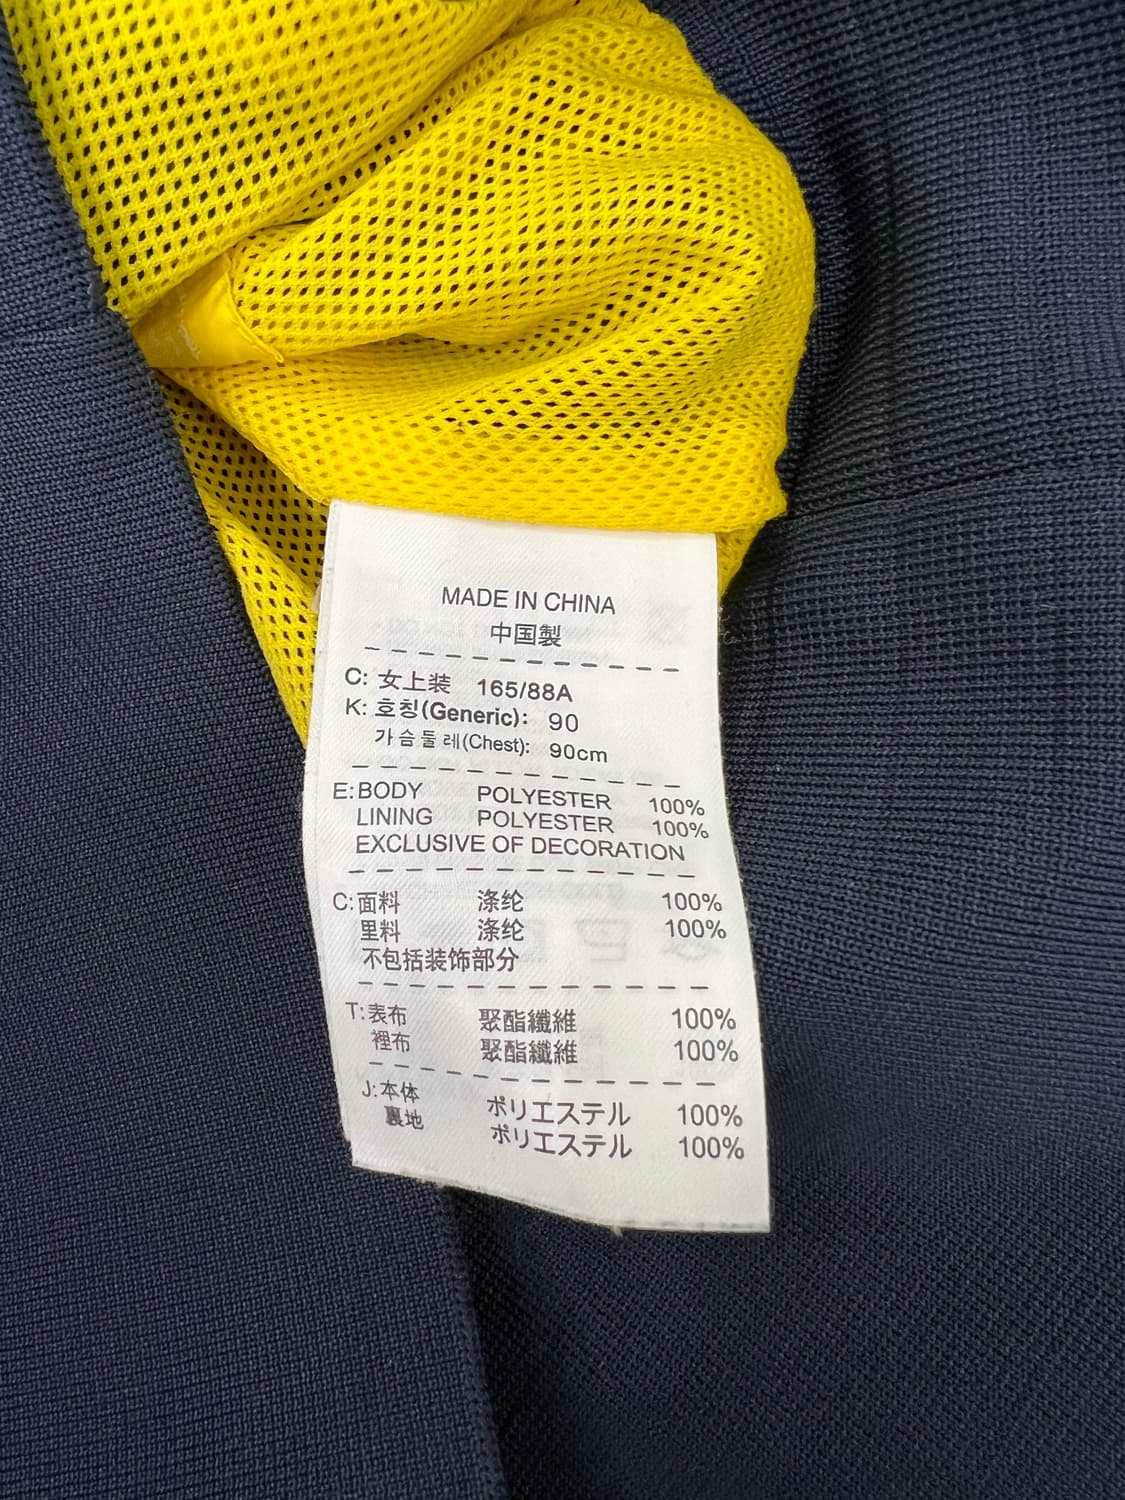 MADE IN CHINA
中国製
C: 女上装 165/88A
K: 호칭(Generic): 90
가슴둘레(Chest): 90cm
E: BODY POLYESTER 100%
LINING POLYESTER 100%
EXCLUSIVE OF DECORATION
C: 面料 涤纶 100%
里料 涤纶 100%
不包括装饰部分
T: 表布 聚酯纖維 100%
裡布 聚酯纖維 100%
J: 本体 ポリエステル 100%
裏地 ポリエステル 100%